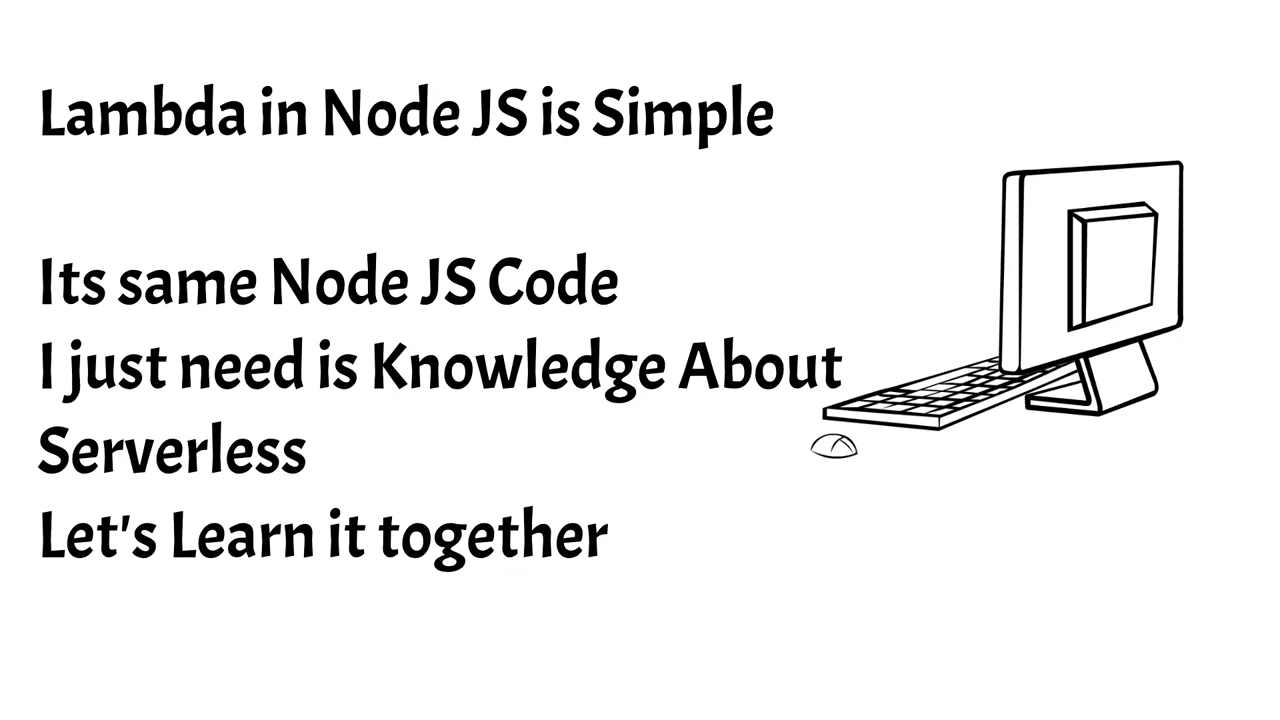 Lambda in Node JS is Simple
Its same Node JS Code
I just need is Knowledge About
Serverless
Let's Learn it together